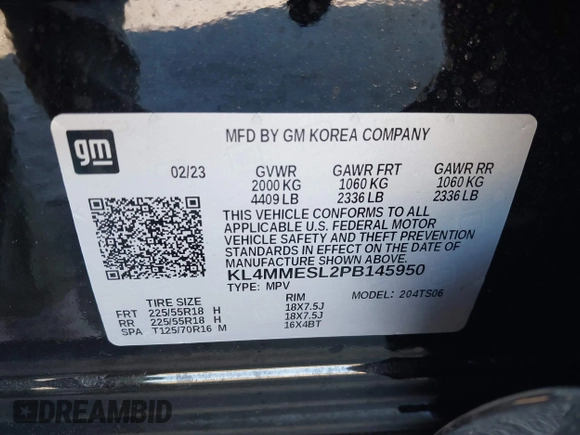 gm
MFD BY GM KOREA COMPANY
02/23 GVWR GAWR FRT GAWR RR
2000 KG 1060 KG 1060 KG
4409 LB 2336 LB 2336 LB
THIS VEHICLE CONFORMS TO ALL
APPLICABLE U.S. FEDERAL MOTOR
VEHICLE SAFETY AND THEFT PREVENTION
STANDARDS IN EFFECT ON THE DATE OF
MANUFACTURE SHOWN ABOVE.
KL4MMESL2PB145950
TYPE: MPV MODEL: 204TS06
TIRE SIZE RIM
FRT 225/55R18 H 18X7.5J
RR 225/55R18 H 18X7.5J
SPA T125/70R16 M 16X4BT
DREAMBID